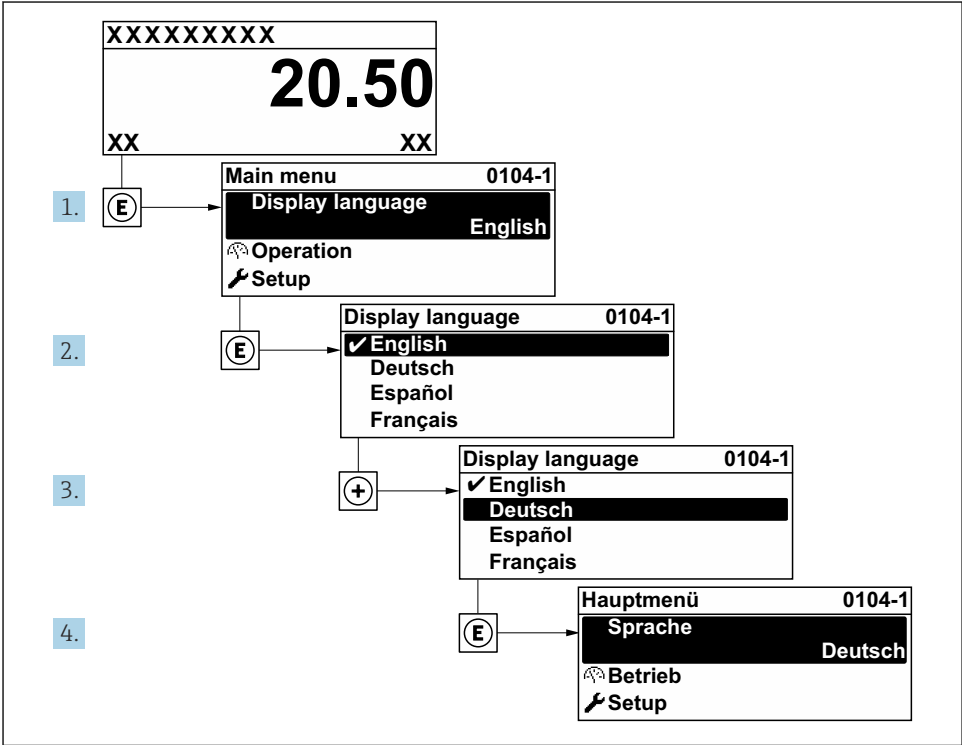 XXXXXXXXX
20.50
XX XX
1. E
Main menu 0104-1
Display language
English
Operation
Setup
2. E
Display language 0104-1
✔English
Deutsch
Español
Français
3. +
Display language 0104-1
✔English
Deutsch
Español
Français
4. E
Hauptmenü 0104-1
Sprache
Deutsch
Betrieb
Setup